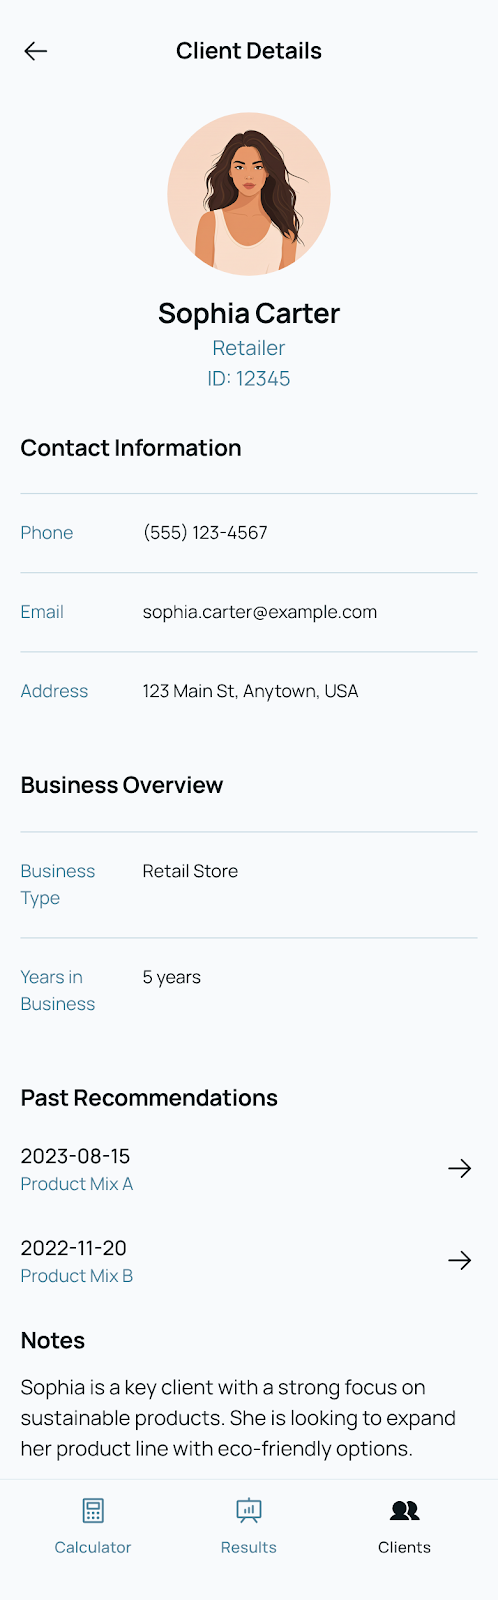 Client Details
Sophia Carter
Retailer
ID: 12345
Contact Information
Phone (555) 123-4567
Email sophia.carter@example.com
Address 123 Main St, Anytown, USA
Business Overview
Business Retail Store
Type
Years in 5 years
Business
Past Recommendations
2023-08-15
Product Mix A
2022-11-20
Product Mix B
Notes
Sophia is a key client with a strong focus on
sustainable products. She is looking to expand
her product line with eco-friendly options.
Calculator Results Clients